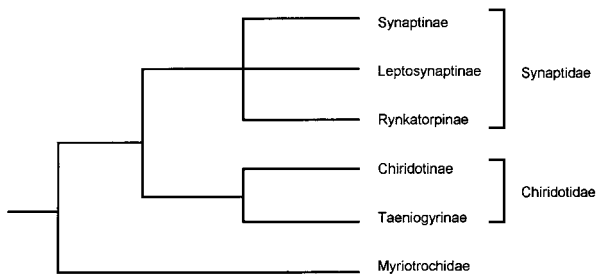 Synaptinae
Leptosynaptinae
Synaptidae
Rynkatorpinae
Chiridotinae
Chiridotidae
Taeniogyrinae
Myriotrochidae